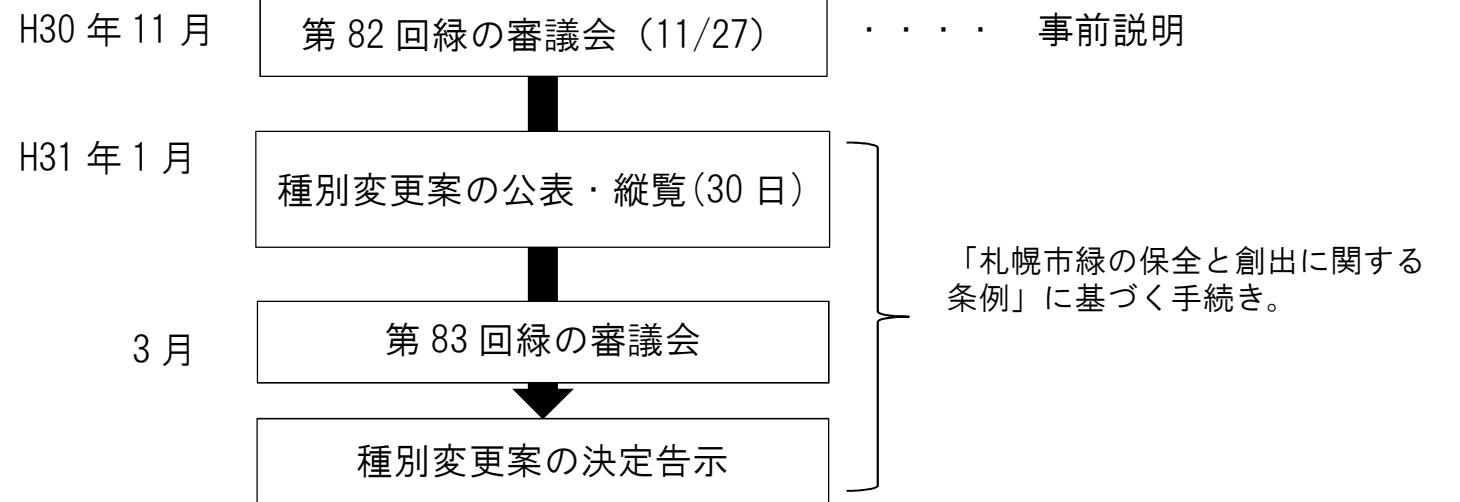 H30 年 11 月
第 82 回緑の審議会（11/27）
・・・・ 事前説明
H31 年 1 月
種別変更案の公表・縦覧(30 日)
「札幌市緑の保全と創出に関する
条例」に基づく手続き。
3 月
第 83 回緑の審議会
種別変更案の決定告示